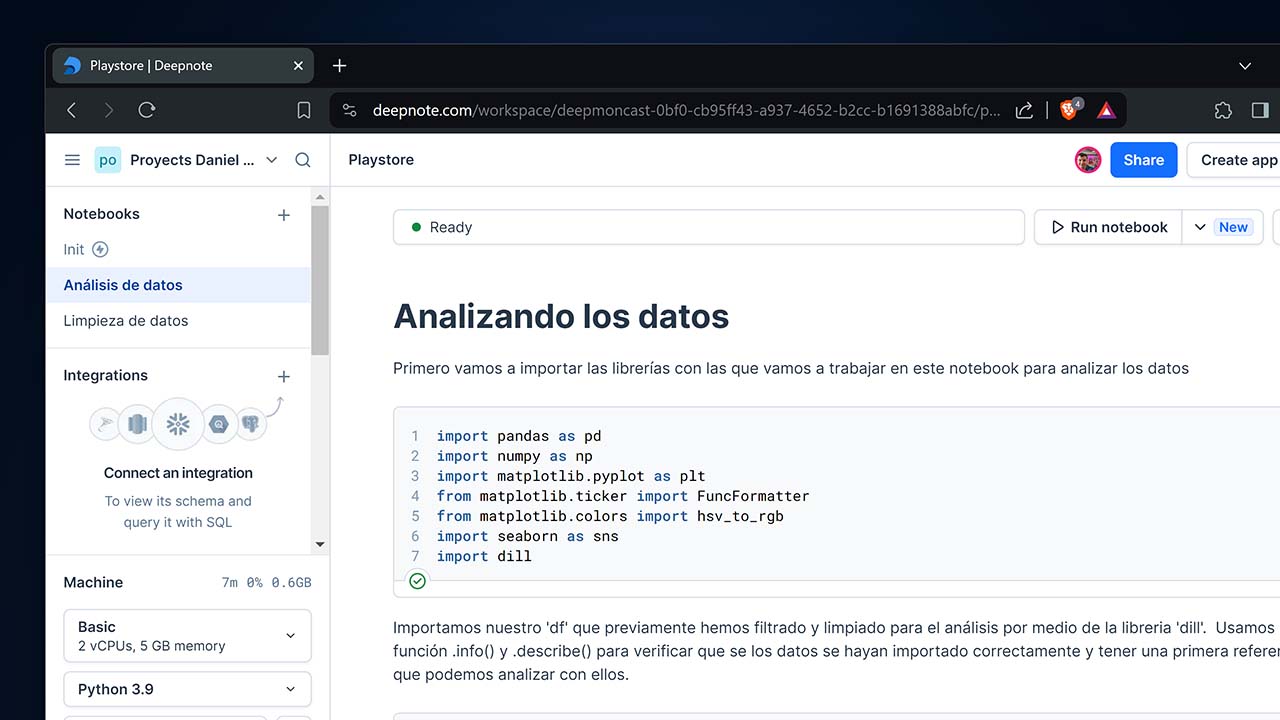 Playstore | Deepnote
deepnote.com/workspace/deepmoncast-0bf0-cb95ff43-a937-4652-b2cc-b1691388abfc/p...
4
po Proyects Daniel ...
Playstore
Share
Create app
Notebooks
Init
Análisis de datos
Limpieza de datos
Integrations
Connect an integration
To view its schema and
query it with SQL
Machine 7m 0% 0.6GB
Basic
2 vCPUs, 5 GB memory
Python 3.9
Ready
Run notebook
New
Analizando los datos
Primero vamos a importar las librerías con las que vamos a trabajar en este notebook para analizar los datos
1 import pandas as pd
2 import numpy as np
3 import matplotlib.pyplot as plt
4 from matplotlib.ticker import FuncFormatter
5 from matplotlib.colors import hsv_to_rgb
6 import seaborn as sns
7 import dill
Importamos nuestro 'df' que previamente hemos filtrado y limpiado para el análisis por medio de la libreria 'dill'. Usamos
función .info() y .describe() para verificar que se los datos se hayan importado correctamente y tener una primera refere
que podemos analizar con ellos.